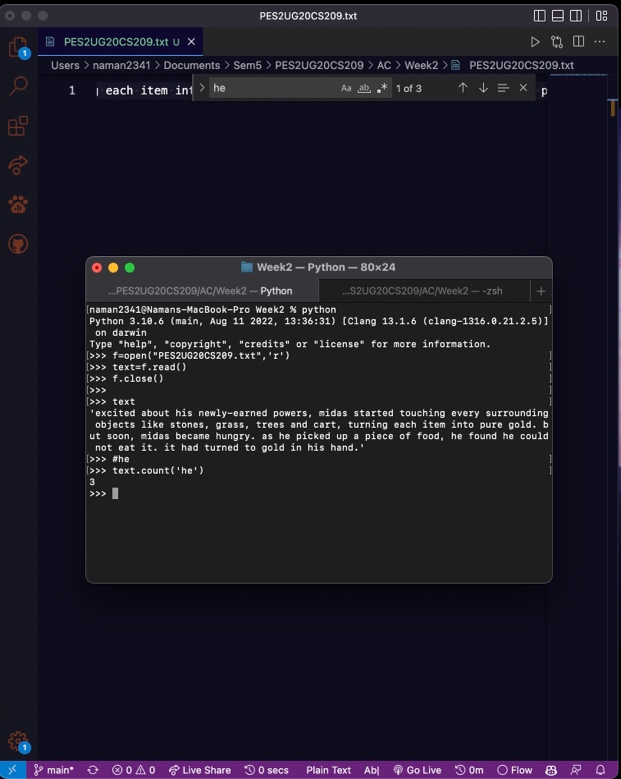 PES2UG20CS209.txt
PES2UG20CS209.txt U ×
Users > naman2341 > Documents > Sem5 > PES2UG20CS209 > AC > Week2 > PES2UG20CS209.txt
1 each item int
he Aa ab .* 1 of 3
p
1
Week2 — Python — 80×24
...PES2UG20CS209/AC/Week2 — Python ...S2UG20CS209/AC/Week2 — -zsh +
[naman2341@Namans-MacBook-Pro Week2 % python ]
Python 3.10.6 (main, Aug 11 2022, 13:36:31) [Clang 13.1.6 (clang-1316.0.21.2.5)]
on darwin
Type "help", "copyright", "credits" or "license" for more information.
[>>> f=open("PES2UG20CS209.txt",'r') ]
[>>> text=f.read() ]
[>>> f.close() ]
[>>> ]
[>>> text ]
'excited about his newly-earned powers, midas started touching every surrounding
objects like stones, grass, trees and cart, turning each item into pure gold. b
ut soon, midas became hungry. as he picked up a piece of food, he found he could
not eat it. it had turned to gold in his hand.'
[>>> #he ]
[>>> text.count('he') ]
3
>>>
1
main* 0 0 Live Share 0 secs Plain Text Ab| Go Live 0m Flow